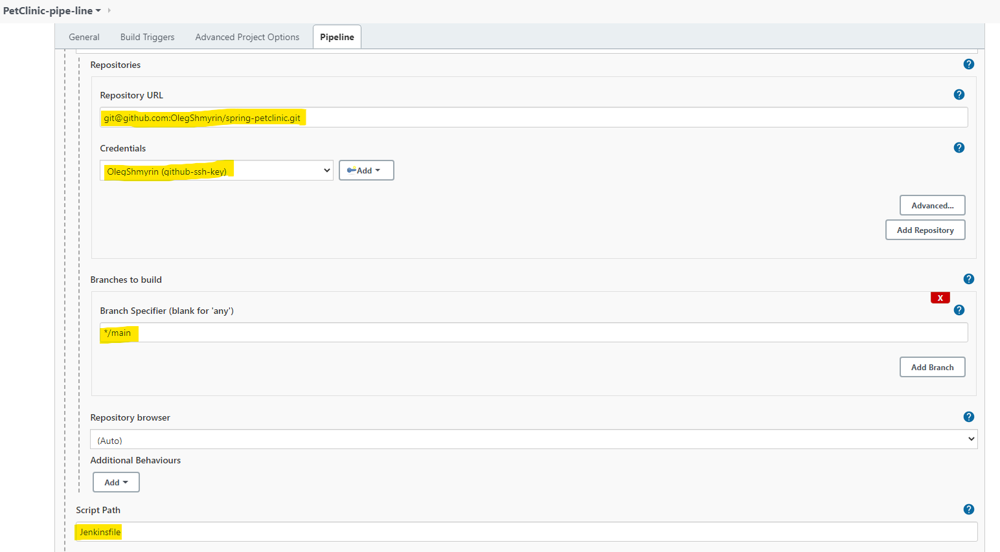 PetClinic-pipe-line
General Build Triggers Advanced Project Options Pipeline
Repositories
Repository URL
git@github.com:OlegShmyrin/spring-petclinic.git
Credentials
OlegShmyrin (github-ssh-key)
Add
Advanced...
Add Repository
Branches to build
X
Branch Specifier (blank for 'any')
*/main
Add Branch
Repository browser
(Auto)
Additional Behaviours
Add
Script Path
Jenkinsfile